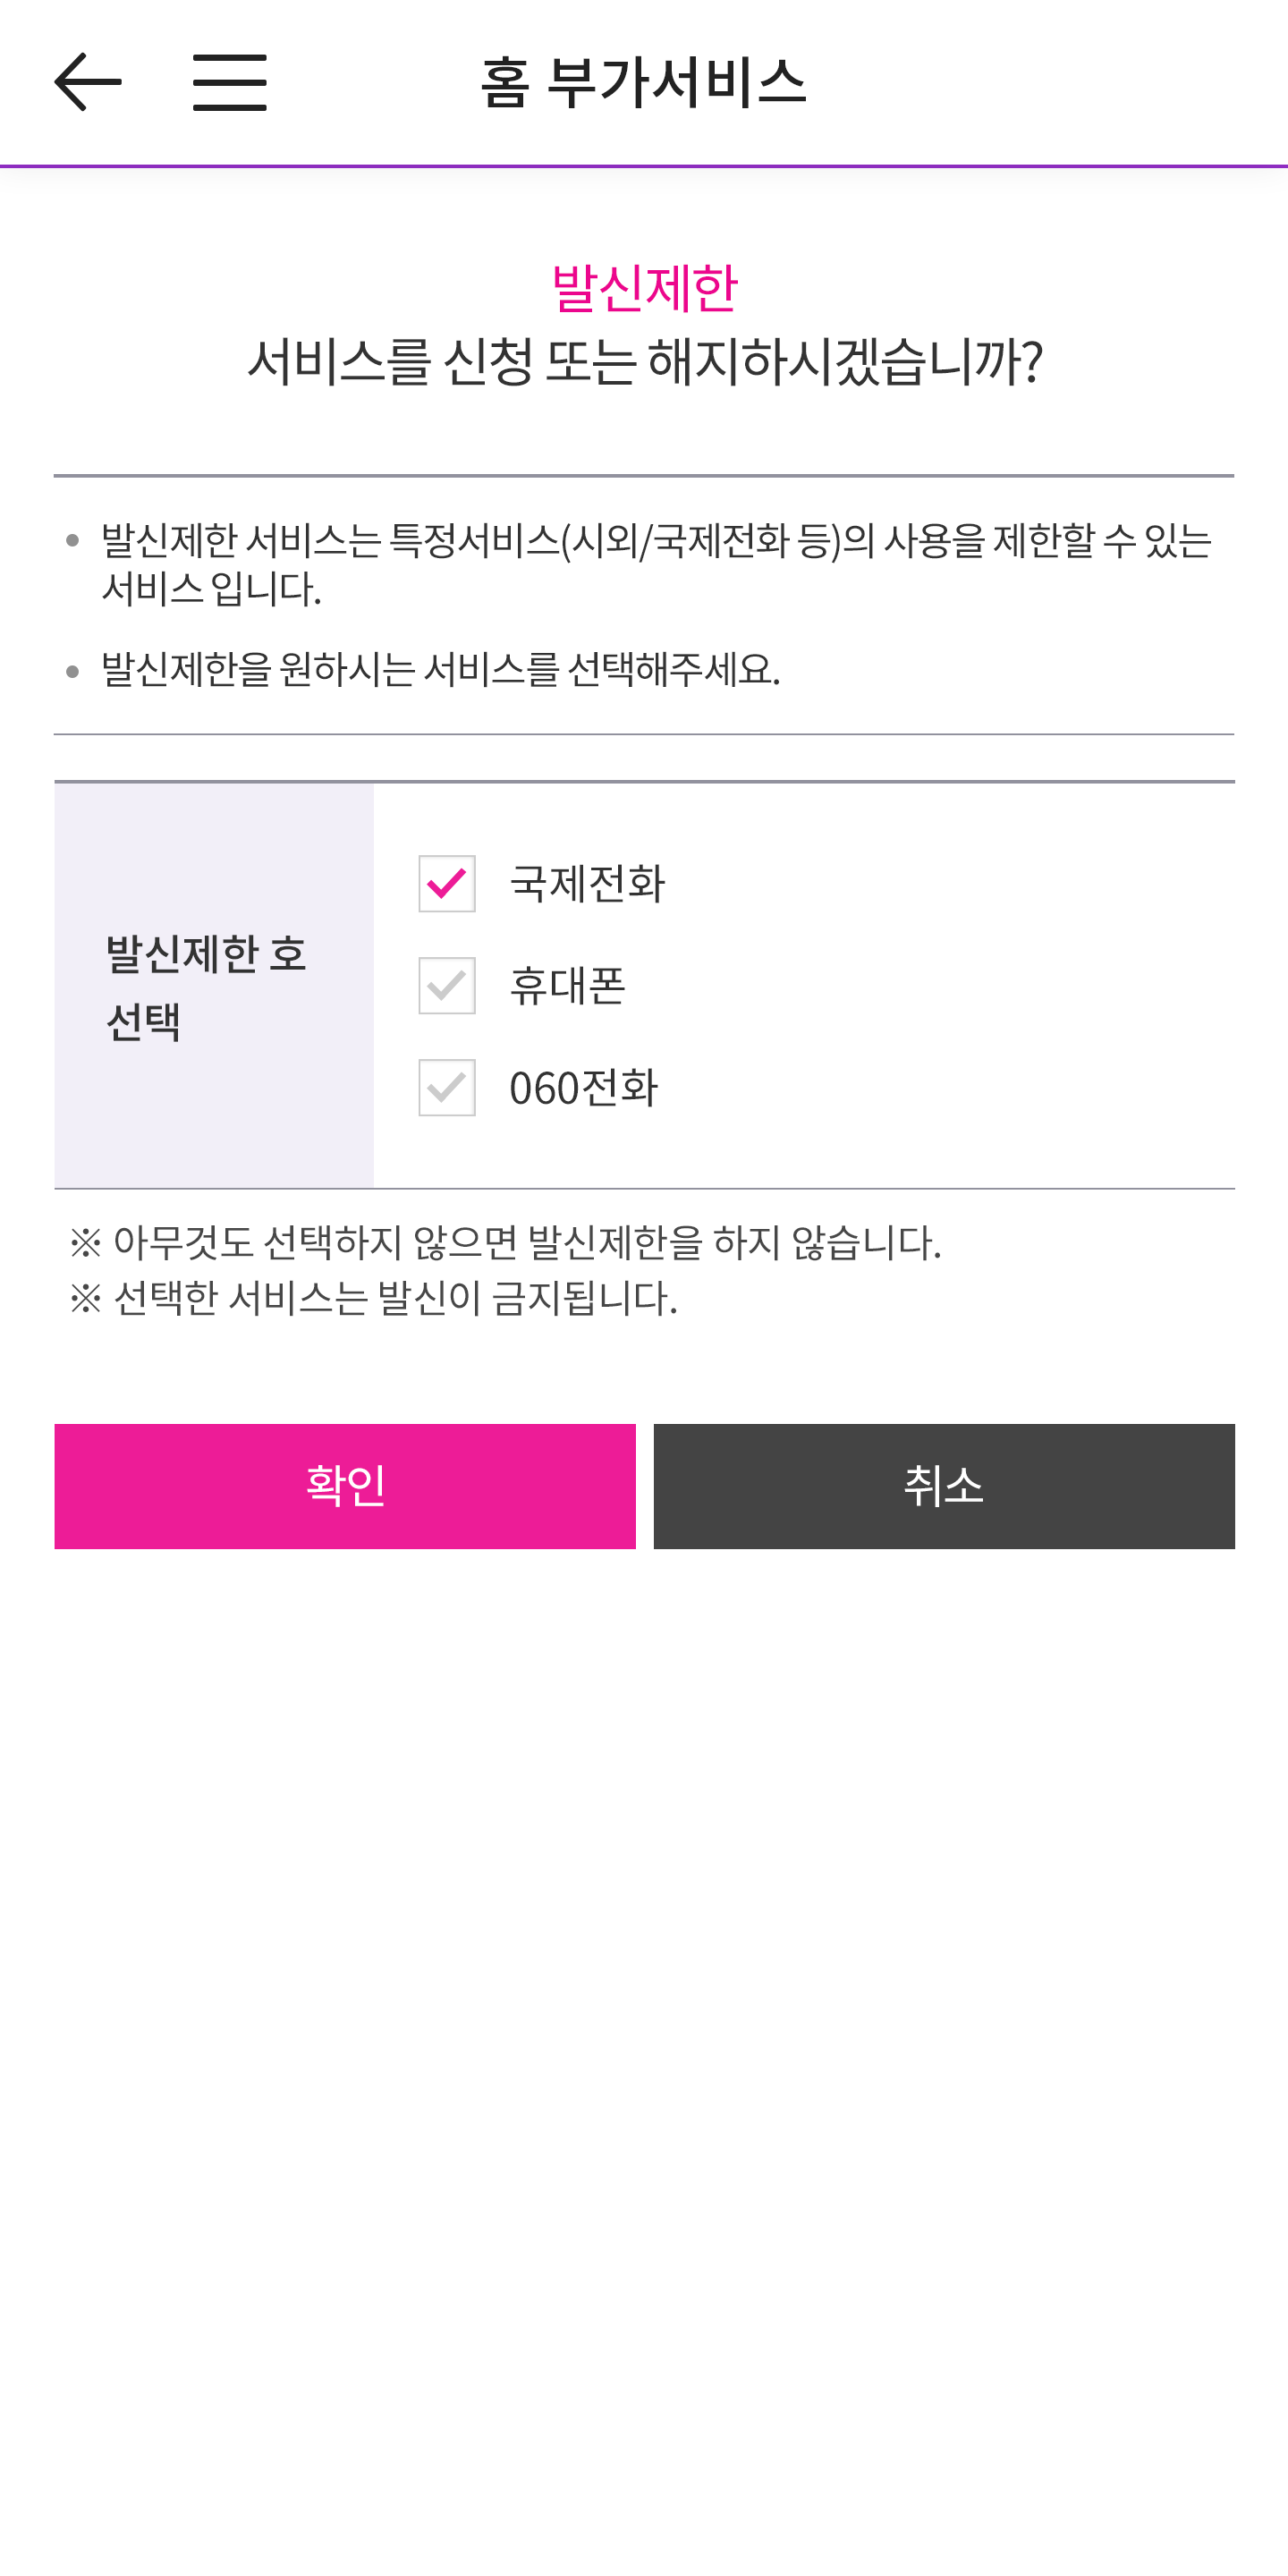 홈 부가서비스
발신제한
서비스를 신청 또는 해지하시겠습니까?
발신제한 서비스는 특정서비스(시외/국제전화 등)의 사용을 제한할 수 있는
서비스 입니다.
발신제한을 원하시는 서비스를 선택해주세요.
발신제한 호
선택
국제전화
휴대폰
060전화
※ 아무것도 선택하지 않으면 발신제한을 하지 않습니다.
※ 선택한 서비스는 발신이 금지됩니다.
확인
취소